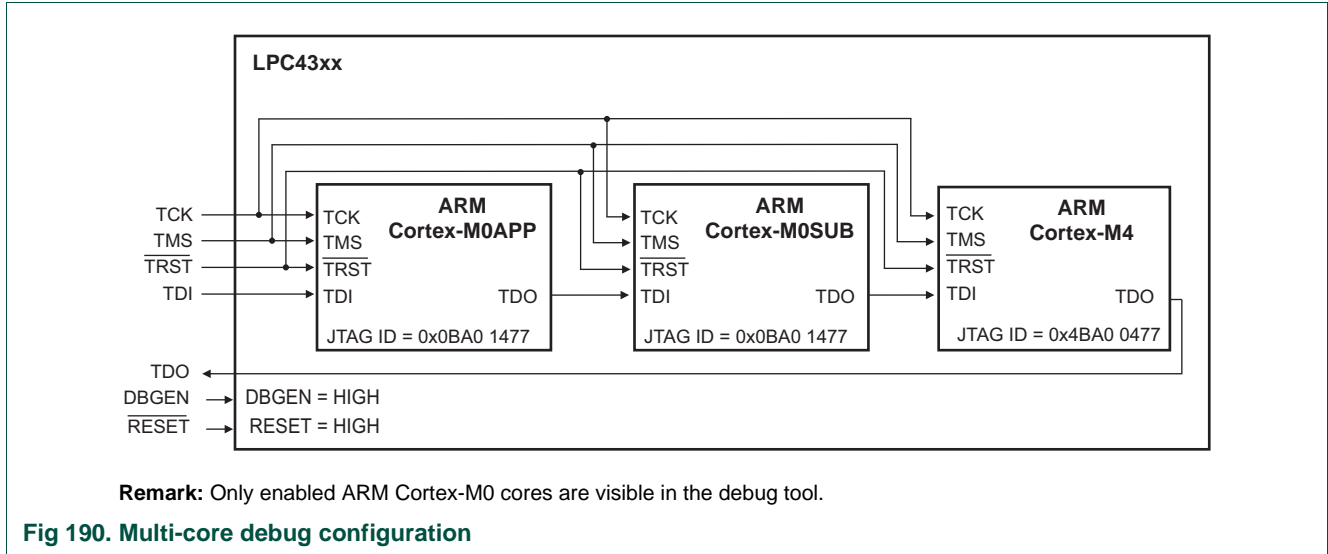 LPC43xx
TCK
TMS
TRST
TDI
TDO
DBGEN
RESET
TCK
TMS
TRST
TDI
ARM
Cortex-M0APP
TDO
JTAG ID = 0x0BA0 1477
TCK
TMS
TRST
TDI
ARM
Cortex-M0SUB
TDO
JTAG ID = 0x0BA0 1477
TCK
TMS
TRST
TDI
ARM
Cortex-M4
TDO
JTAG ID = 0x4BA0 0477
DBGEN = HIGH
RESET = HIGH
Remark: Only enabled ARM Cortex-M0 cores are visible in the debug tool.
Fig 190. Multi-core debug configuration